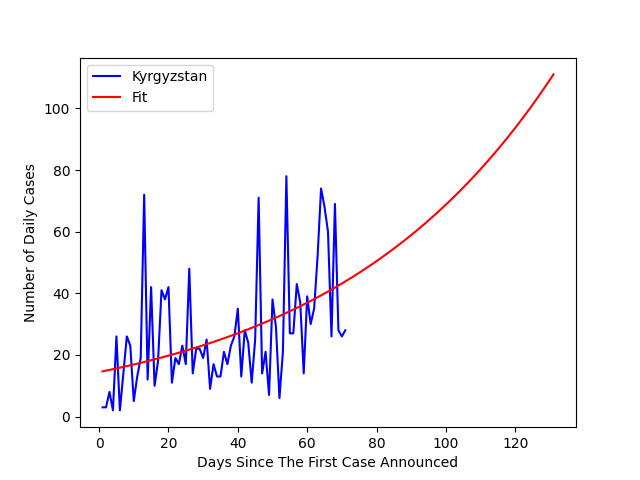 Kyrgyzstan
Fit
Number of Daily Cases
100
80
60
40
20
0
0 20 40 60 80 100 120
Days Since The First Case Announced